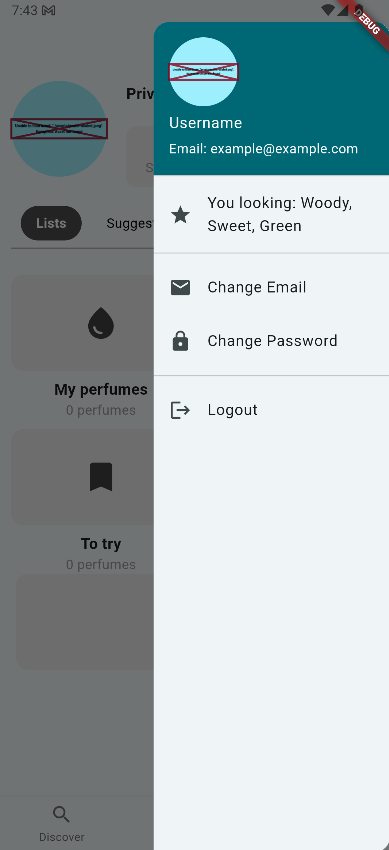 7:43
DEBUG
Username
Email: example@example.com
You looking: Woody,
Sweet, Green
Change Email
Change Password
Logout
Priv
S
Lists
Sugges
My perfumes
0 perfumes
To try
0 perfumes
Discover